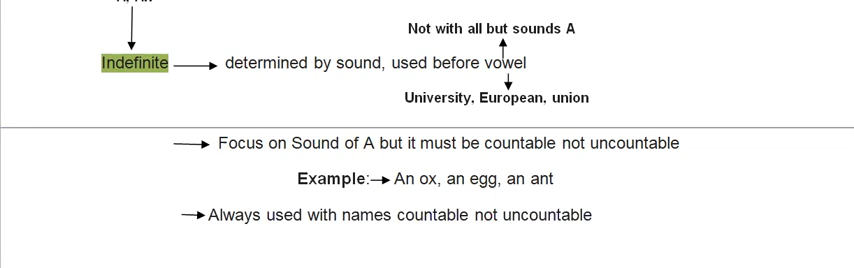 Not with all but sounds A
Indefinite determined by sound, used before vowel
University, European, union
Focus on Sound of A but it must be countable not uncountable
Example: An ox, an egg, an ant
Always used with names countable not uncountable